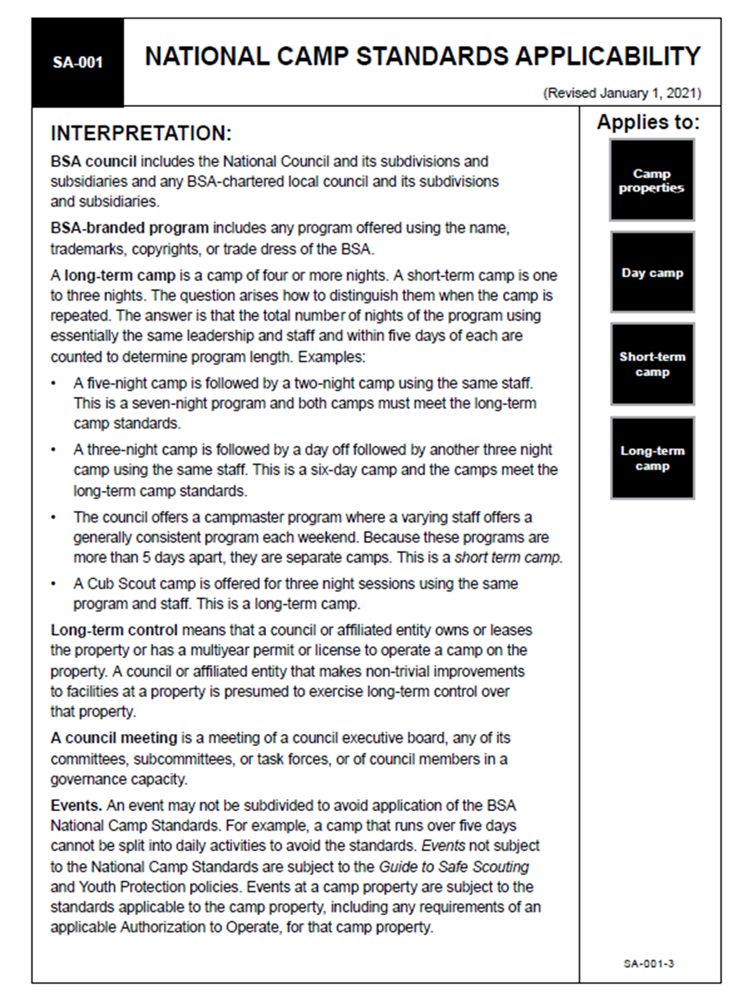 SA-001
NATIONAL CAMP STANDARDS APPLICABILITY
(Revised January 1, 2021)
INTERPRETATION:
BSA council includes the National Council and its subdivisions and
subsidiaries and any BSA-chartered local council and its subdivisions
and subsidiaries.
BSA-branded program includes any program offered using the name,
trademarks, copyrights, or trade dress of the BSA.
A long-term camp is a camp of four or more nights. A short-term camp is one
to three nights. The question arises how to distinguish them when the camp is
repeated. The answer is that the total number of nights of the program using
essentially the same leadership and staff and within five days of each are
counted to determine program length. Examples:
• A five-night camp is followed by a two-night camp using the same staff.
This is a seven-night program and both camps must meet the long-term
camp standards.
• A three-night camp is followed by a day off followed by another three night
camp using the same staff. This is a six-day camp and the camps meet the
long-term camp standards.
• The council offers a campmaster program where a varying staff offers a
generally consistent program each weekend. Because these programs are
more than 5 days apart, they are separate camps. This is a short term camp.
• A Cub Scout camp is offered for three night sessions using the same
program and staff. This is a long-term camp.
Long-term control means that a council or affiliated entity owns or leases
the property or has a multiyear permit or license to operate a camp on the
property. A council or affiliated entity that makes non-trivial improvements
to facilities at a property is presumed to exercise long-term control over
that property.
A council meeting is a meeting of a council executive board, any of its
committees, subcommittees, or task forces, or of council members in a
governance capacity.
Events. An event may not be subdivided to avoid application of the BSA
National Camp Standards. For example, a camp that runs over five days
cannot be split into daily activities to avoid the standards. Events not subject
to the National Camp Standards are subject to the Guide to Safe Scouting
and Youth Protection policies. Events at a camp property are subject to the
standards applicable to the camp property, including any requirements of an
applicable Authorization to Operate, for that camp property.
Applies to:
Camp
properties
Day camp
Short-term
camp
Long-term
camp
SA-001-3